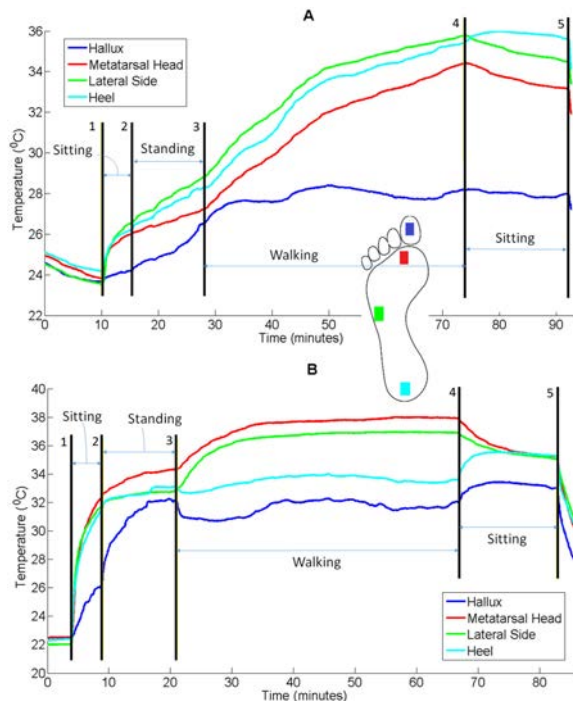 A
36
34
32
30
28
26
24
22
Temperature (⁰C)
Hallux
Metatarsal Head
Lateral Side
Heel
Sitting
1
2
Standing
3
4
5
Walking
Sitting
0
10
20
30
40
50
60
70
80
90
Time (minutes)
B
40
38
36
34
32
30
28
26
24
22
20
Temperature (⁰C)
Sitting
Standing
1
2
3
4
5
Walking
Sitting
Hallux
Metatarsal Head
Lateral Side
Heel
0
10
20
30
40
50
60
70
80
Time (minutes)